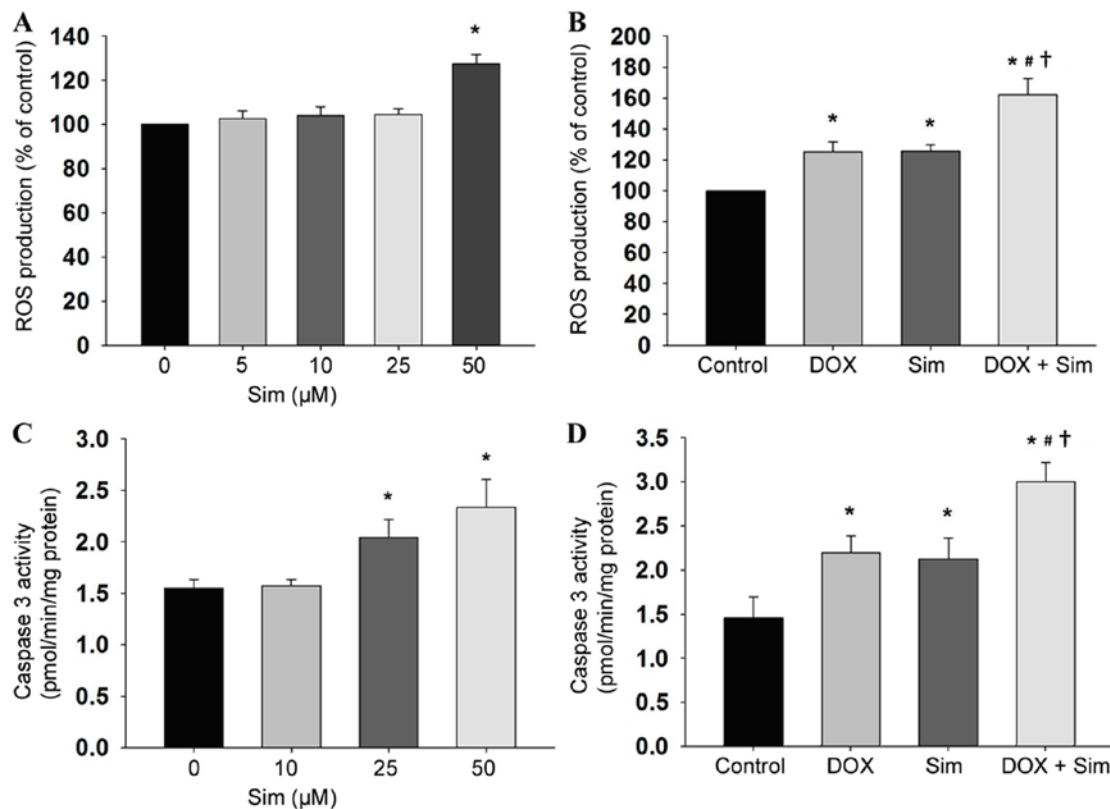 A
ROS production (% of control)
140
120
100
80
60
40
20
0
*
0 5 10 25 50
Sim (µM)
B
ROS production (% of control)
200
180
160
140
120
100
80
60
40
20
0
*
*
* # †
Control DOX Sim DOX + Sim
C
Caspase 3 activity
(pmol/min/mg protein)
3.0
2.5
2.0
1.5
1.0
0.5
0.0
*
*
0 10 25 50
Sim (µM)
D
Caspase 3 activity
(pmol/min/mg protein)
3.5
3.0
2.5
2.0
1.5
1.0
0.5
0.0
*
*
* # †
Control DOX Sim DOX + Sim